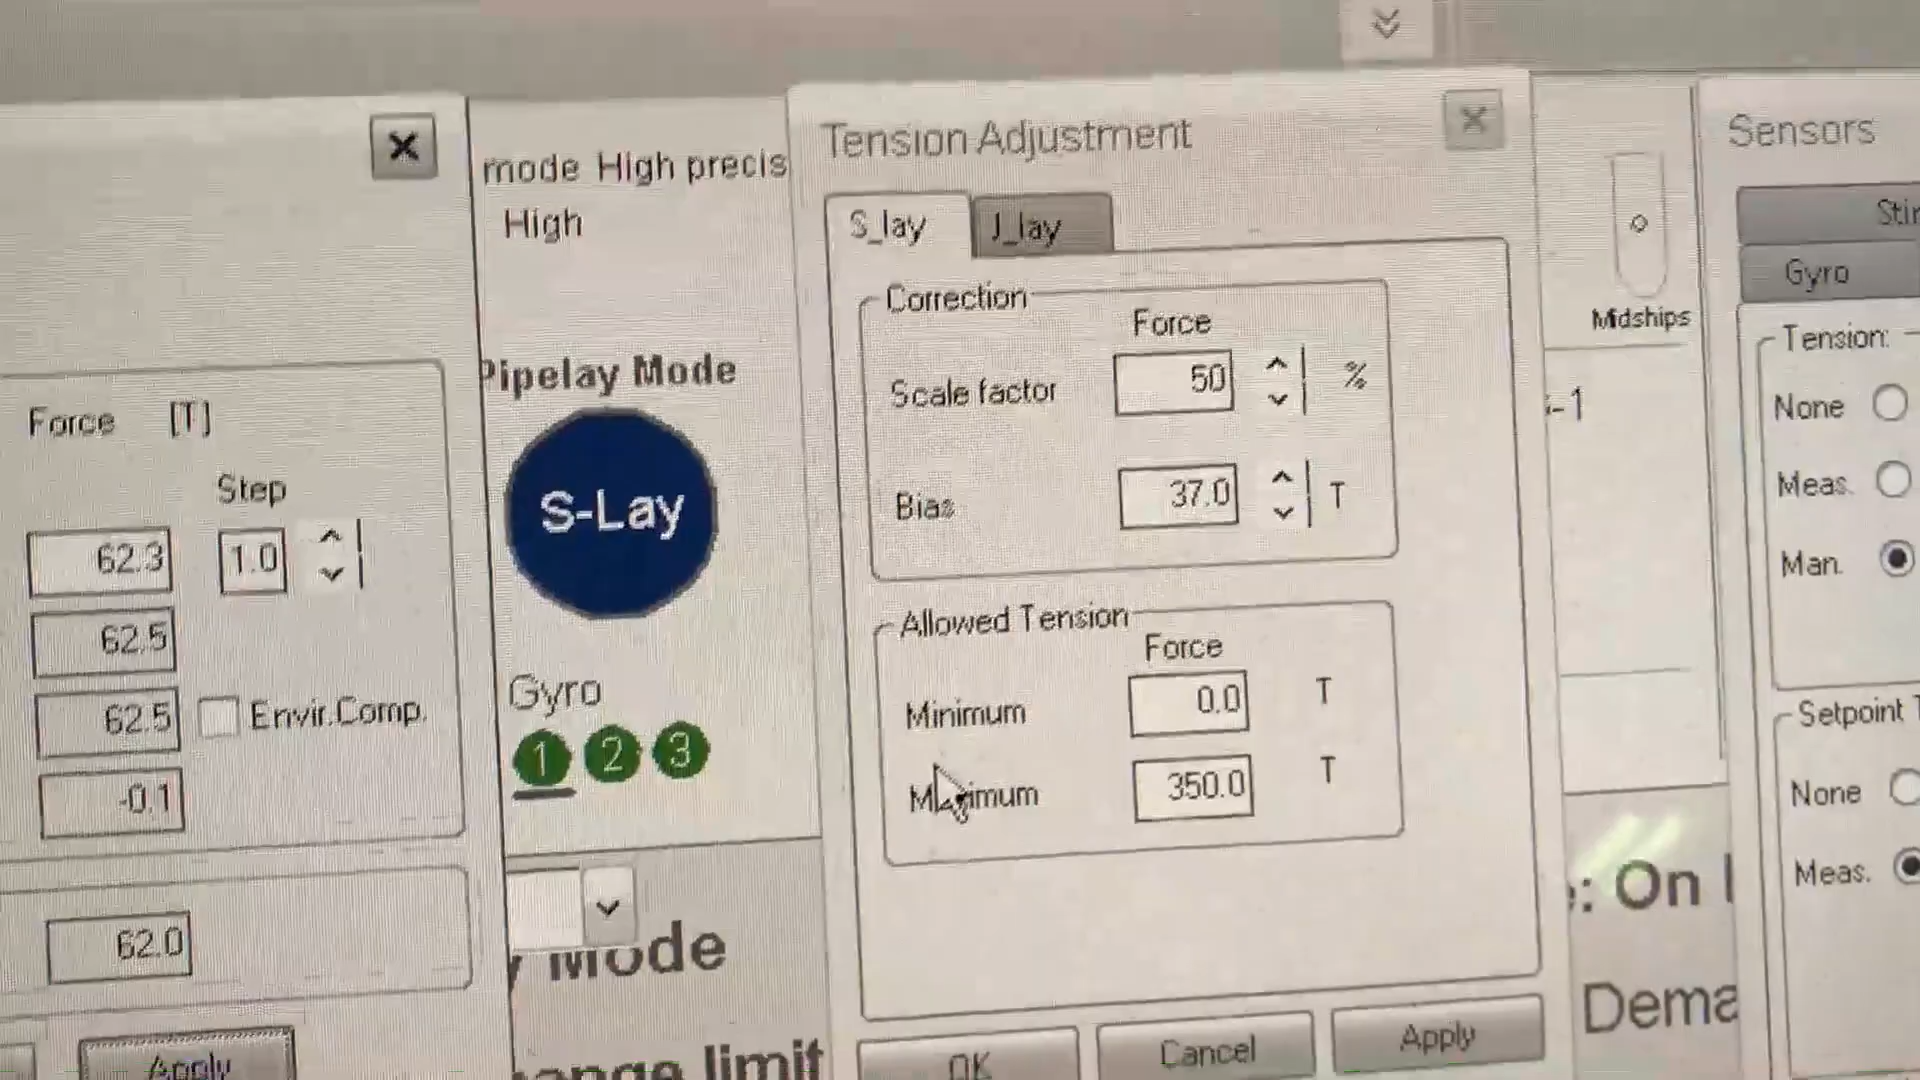 Force [T]
Step
62.3 1.0
62.5
62.5 Envir.Comp.
-0.1
62.0
Apply
mode High precis
High
Pipelay Mode
S-Lay
Gyro
1 2 3
Mode
ange limit
Tension Adjustment
S_lay J_lay
Correction
Force
Scale factor 50 %
Bias 37.0 T
Allowed Tension
Force
Minimum 0.0 T
Maximum 350.0 T
OK Cancel Apply
Midships
-1
: On
Dema
Sensors
Gyro
Tension:
None
Meas.
Man.
Setpoint
None
Meas.